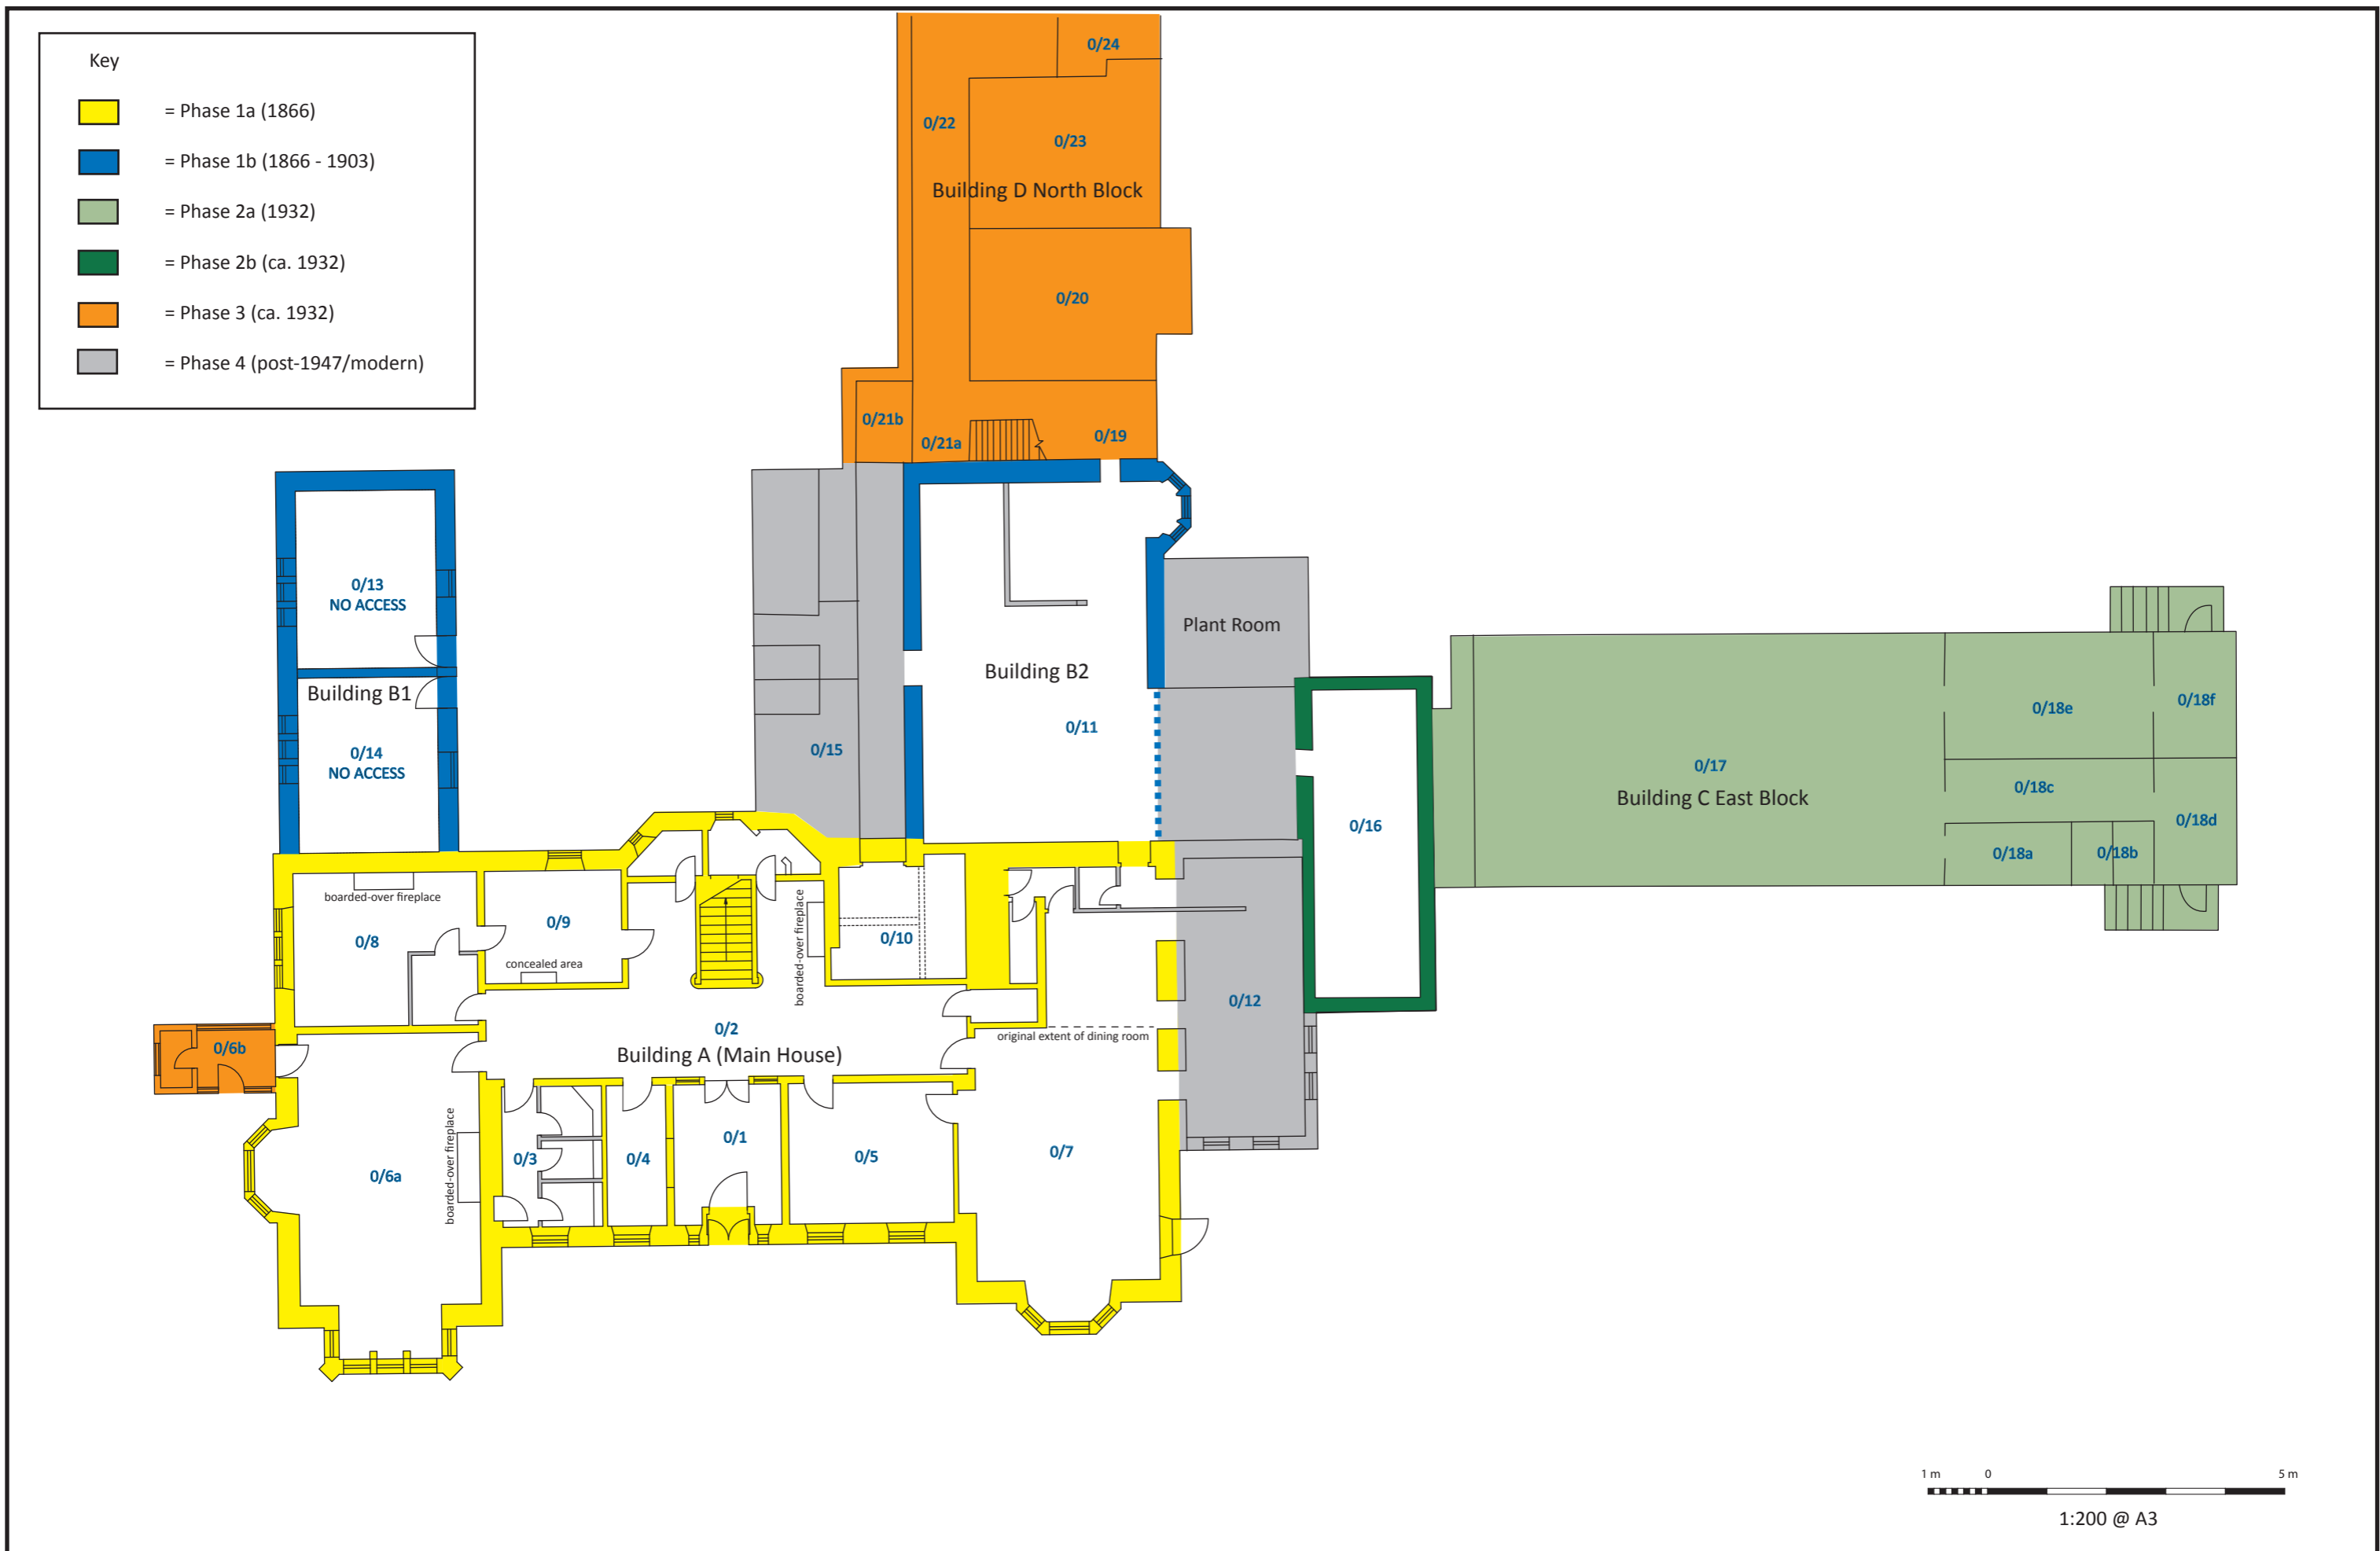 Key
= Phase 1a (1866)
= Phase 1b (1866 - 1903)
= Phase 2a (1932)
= Phase 2b (ca. 1932)
= Phase 3 (ca. 1932)
= Phase 4 (post-1947/modern)
0/24
0/22
0/23
Building D North Block
0/20
0/21b
0/21a
0/19
0/13
NO ACCESS
Building B1
0/14
NO ACCESS
Plant Room
Building B2
0/11
0/15
0/16
0/17
Building C East Block
0/18e
0/18f
0/18c
0/18d
0/18a
0/18b
boarded-over fireplace
0/8
0/9
concealed area
boarded-over fireplace
0/10
0/12
0/2
Building A (Main House)
original extent of dining room
0/6b
0/6a
boarded-over fireplace
0/3
0/4
0/1
0/5
0/7
1 m
0
5 m
1:200 @ A3